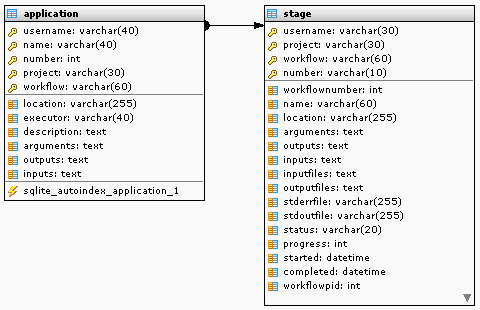 application
username: varchar(40)
name: varchar(40)
number: int
project: varchar(30)
workflow: varchar(60)
location: varchar(255)
executor: varchar(40)
description: text
arguments: text
outputs: text
inputs: text
sqlite_autoindex_application_1
stage
username: varchar(30)
project: varchar(30)
workflow: varchar(60)
number: varchar(10)
workflownumber: int
name: varchar(60)
location: varchar(255)
arguments: text
outputs: text
inputs: text
inputfiles: text
outputfiles: text
stderrfile: varchar(255)
stdoutfile: varchar(255)
status: varchar(20)
progress: int
started: datetime
completed: datetime
workflowpid: int